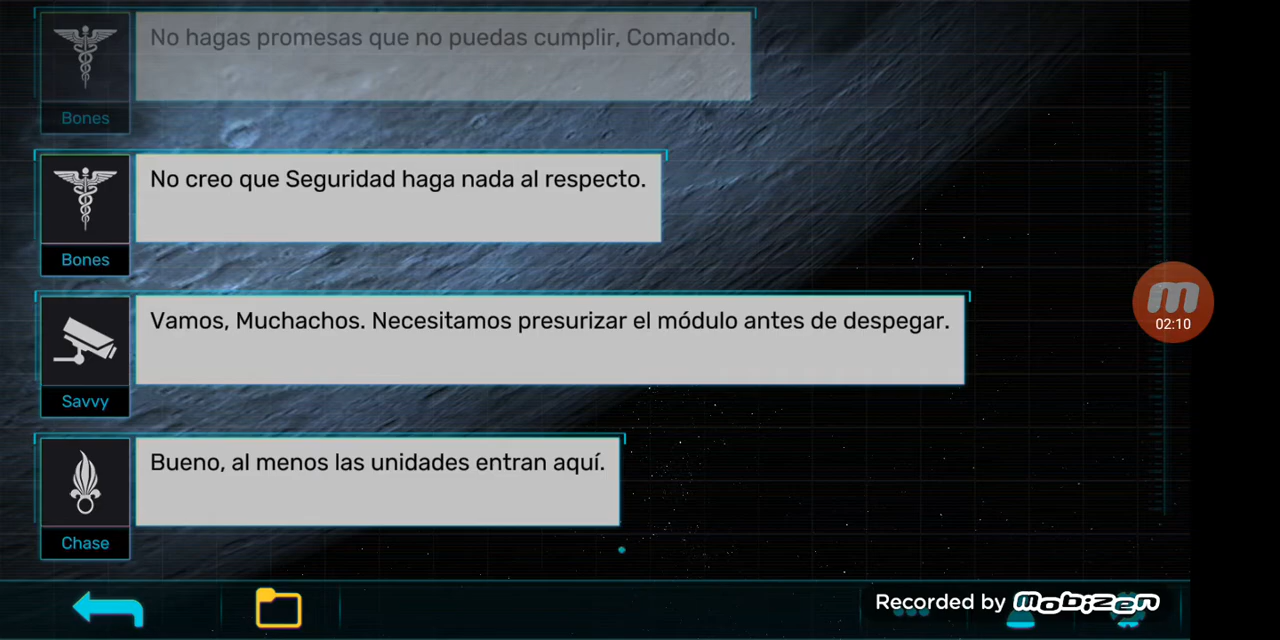 No hagas promesas que no puedas cumplir, Comando.
Bones
No creo que Seguridad haga nada al respecto.
Bones
Vamos, Muchachos. Necesitamos presurizar el módulo antes de despegar.
02:10
Savvy
Bueno, al menos las unidades entran aquí.
Chase
Recorded by mobizen